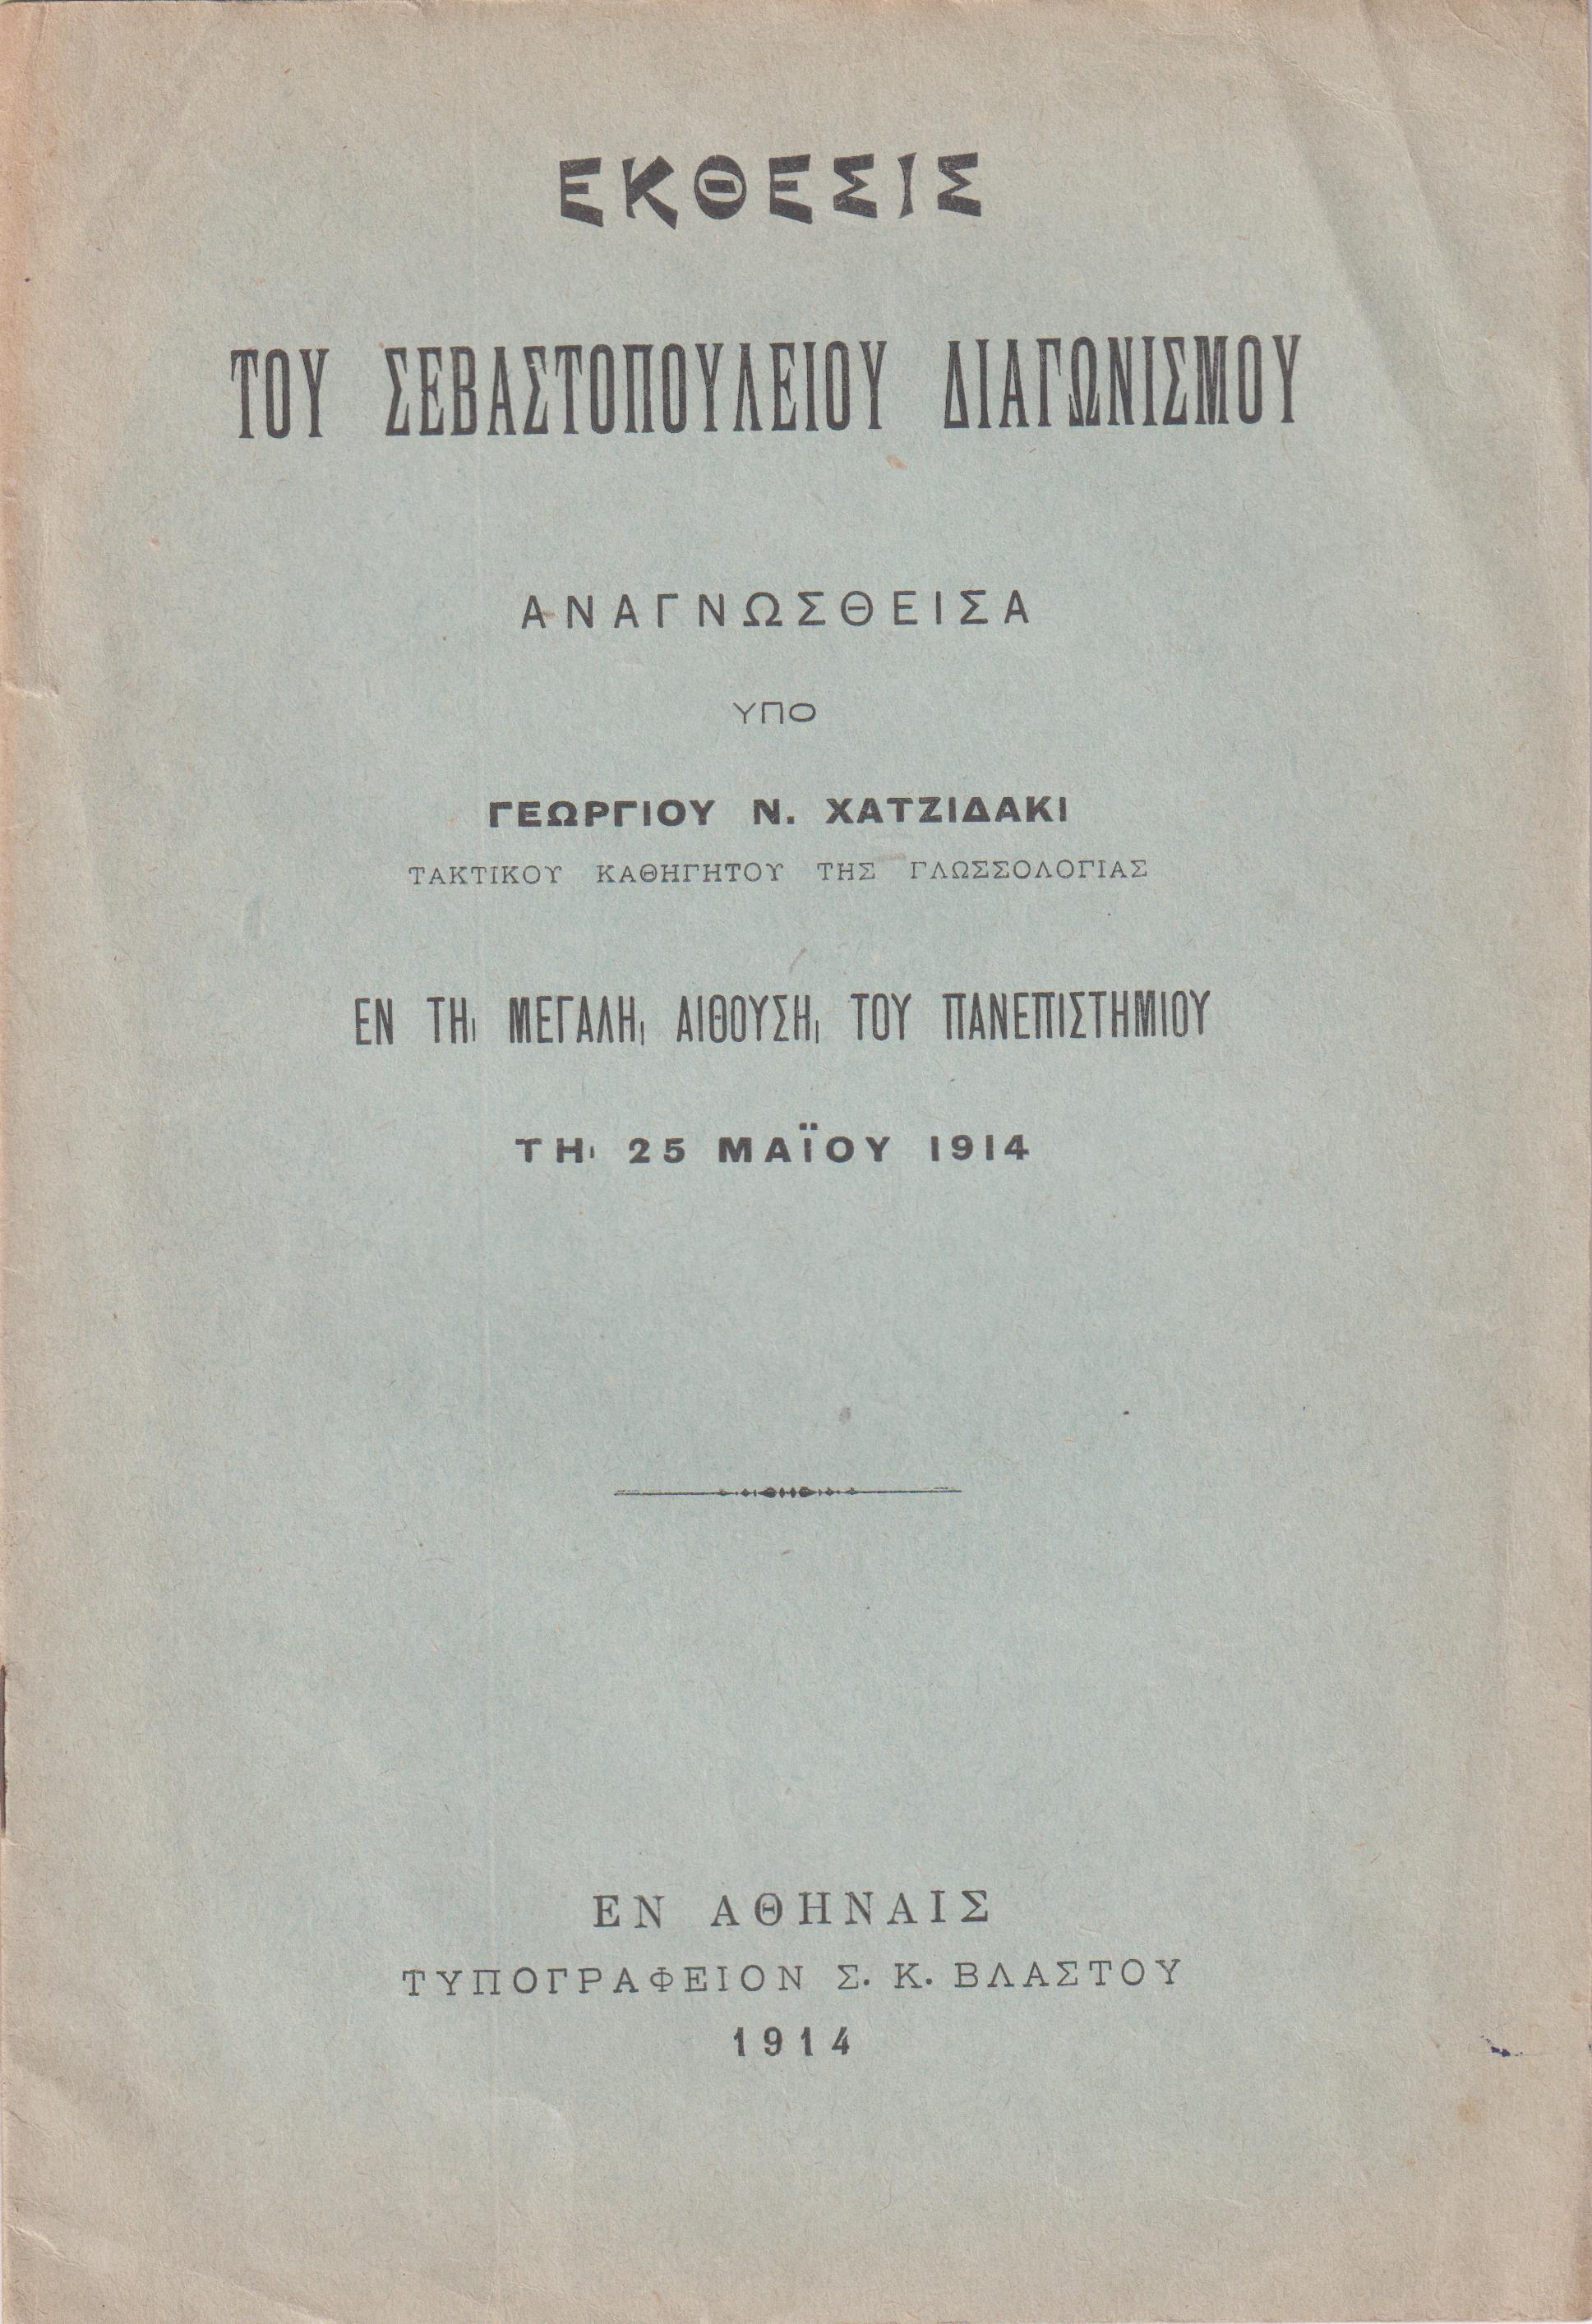 ΕΚΘΕΣΙΣ
ΤΟΥ ΣΕΒΑΣΤΟΠΟΥΛΕΙΟΥ ΔΙΑΓΩΝΙΣΜΟΥ
ΑΝΑΓΝΩΣΘΕΙΣΑ
ΥΠΟ
ΓΕΩΡΓΙΟΥ Ν. ΧΑΤΖΙΔΑΚΙ
ΤΑΚΤΙΚΟΥ ΚΑΘΗΓΗΤΟΥ ΤΗΣ ΓΛΩΣΣΟΛΟΓΙΑΣ
ΕΝ ΤΗι ΜΕΓΑΛΗι ΑΙΘΟΥΣΗι ΤΟΥ ΠΑΝΕΠΙΣΤΗΜΙΟΥ
ΤΗι 25 ΜΑΪΟΥ 1914
ΕΝ ΑΘΗΝΑΙΣ
ΤΥΠΟΓΡΑΦΕΙΟΝ Σ. Κ. ΒΛΑΣΤΟΥ
1914